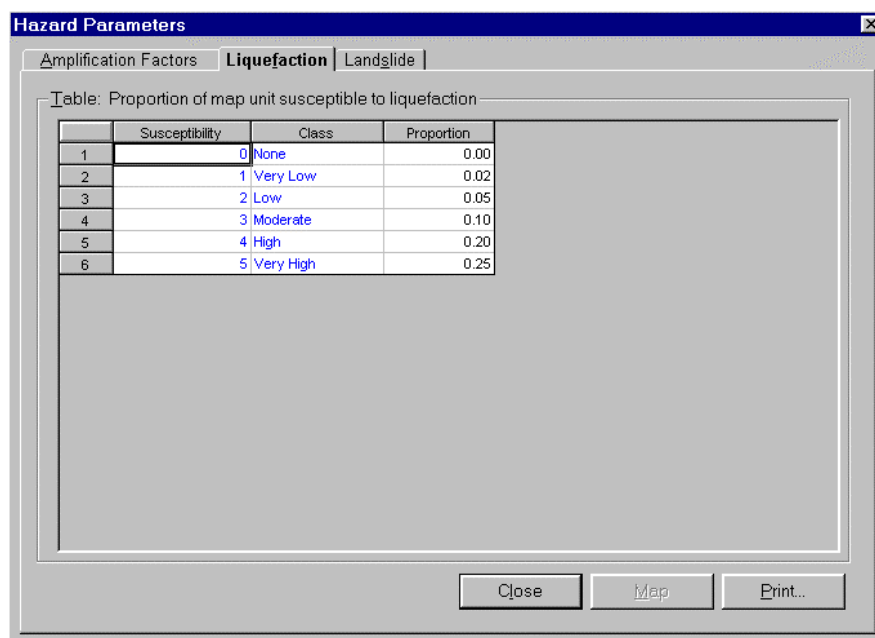 Hazard Parameters
Amplification Factors Liquefaction Landslide
Table: Proportion of map unit susceptible to liquefaction
Susceptibility Class Proportion
1 0 None 0.00
2 1 Very Low 0.02
3 2 Low 0.05
4 3 Moderate 0.10
5 4 High 0.20
6 5 Very High 0.25
Close Map Print...